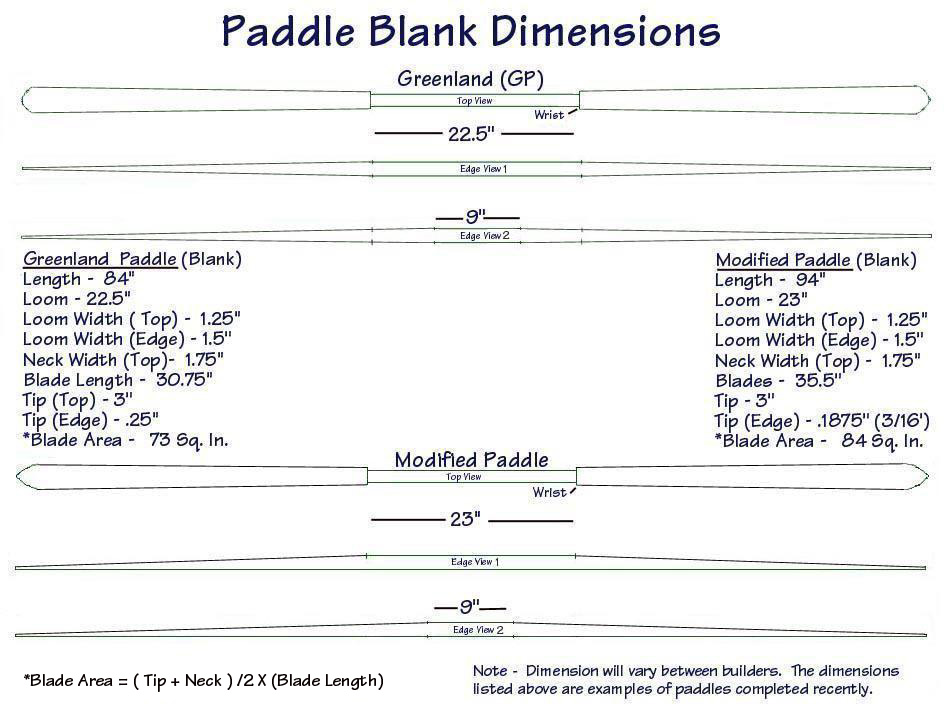 Paddle Blank Dimensions
Greenland (GP)
Top View
Wrist
22.5"
Edge View 1
9"
Edge View 2
Greenland Paddle (Blank)
Length - 84"
Loom - 22.5"
Loom Width ( Top) - 1.25"
Loom Width (Edge) - 1.5"
Neck Width (Top)- 1.75"
Blade Length - 30.75"
Tip (Top) - 3"
Tip (Edge) - .25"
*Blade Area - 73 Sq. In.
Modified Paddle (Blank)
Length - 94"
Loom - 23"
Loom Width (Top) - 1.25"
Loom Width (Edge) - 1.5"
Neck Width (Top) - 1.75"
Blades - 35.5"
Tip - 3"
Tip (Edge) - .1875" (3/16')
*Blade Area - 84 Sq. In.
Modified Paddle
Top View
Wrist
23"
Edge View 1
9"
Edge View 2
*Blade Area = ( Tip + Neck ) /2 X (Blade Length)
Note - Dimension will vary between builders. The dimensions
listed above are examples of paddles completed recently.